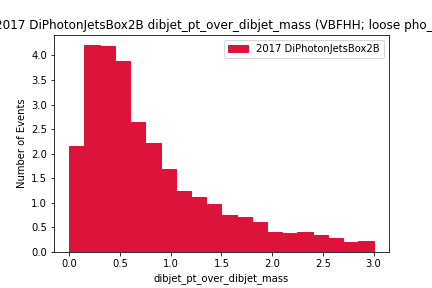 2017 DiPhotonJetsBox2B dibjet_pt_over_dibjet_mass (VBFHH; loose pho_
2017 DiPhotonJetsBox2B
Number of Events
4.0
3.5
3.0
2.5
2.0
1.5
1.0
0.5
0.0
0.0 0.5 1.0 1.5 2.0 2.5 3.0
dibjet_pt_over_dibjet_mass